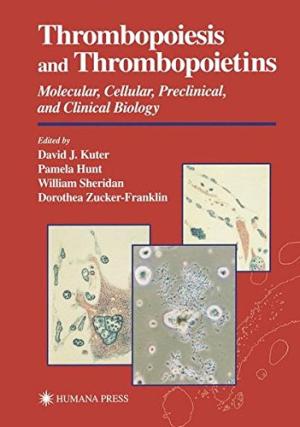 Thrombopoiesis
and Thrombopoietins
Molecular, Cellular, Preclinical,
and Clinical Biology
Edited by
David J. Kuter
Pamela Hunt
William Sheridan
Dorothea Zucker-Franklin
HUMANA PRESS